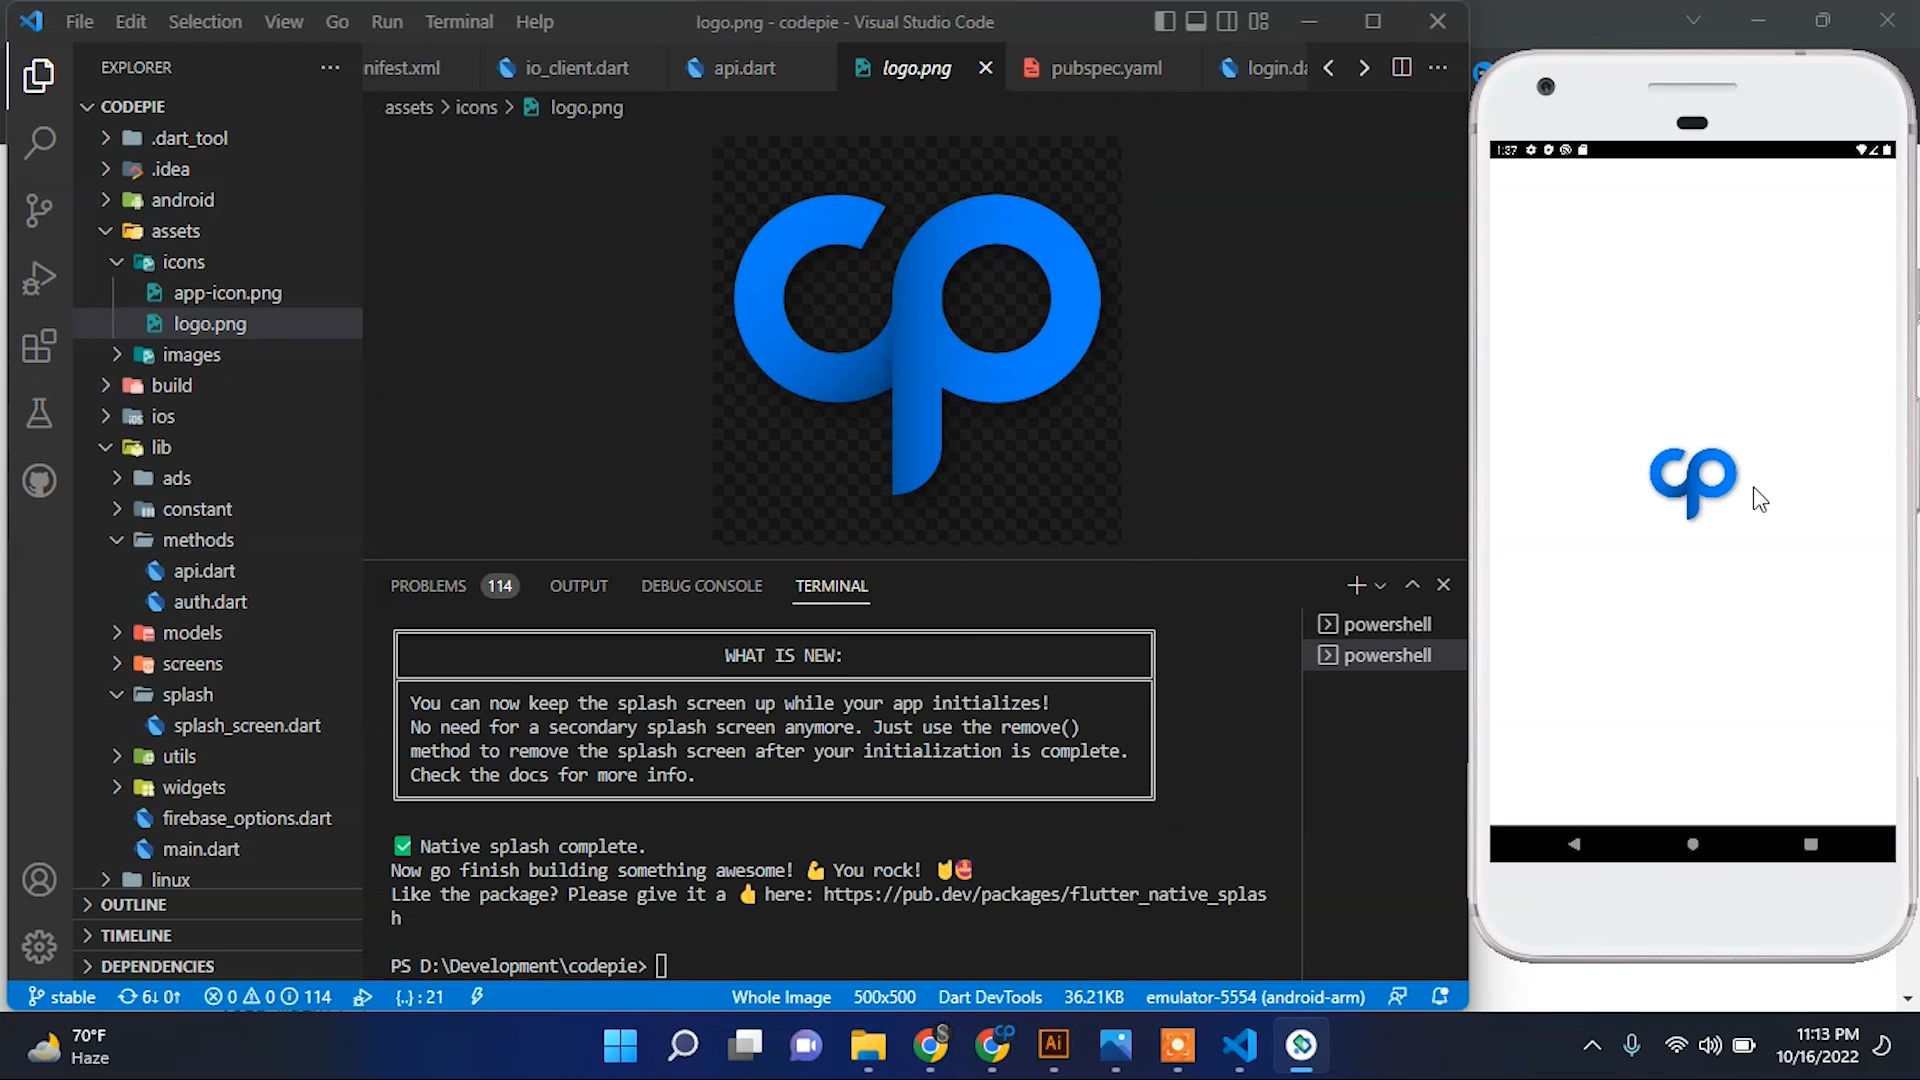 File Edit Selection View Go Run Terminal Help
logo.png - codepie - Visual Studio Code
EXPLORER
nifest.xml
io_client.dart
api.dart
logo.png
pubspec.yaml
login.da
assets > icons > logo.png
CODEPIE
.dart_tool
.idea
android
assets
icons
app-icon.png
logo.png
images
build
ios
lib
ads
constant
methods
api.dart
auth.dart
models
screens
splash
splash_screen.dart
utils
widgets
firebase_options.dart
main.dart
linux
OUTLINE
TIMELINE
DEPENDENCIES
cp
PROBLEMS 114 OUTPUT DEBUG CONSOLE TERMINAL
powershell
powershell
WHAT IS NEW:
You can now keep the splash screen up while your app initializes!
No need for a secondary splash screen anymore. Just use the remove()
method to remove the splash screen after your initialization is complete.
Check the docs for more info.
✅ Native splash complete.
Now go finish building something awesome! 💪 You rock! 🤘🤩
Like the package? Please give it a 👍 here: https://pub.dev/packages/flutter_native_splas
h
PS D:\Development\codepie>
stable 6↓ 0↑ 0 0 114 {..} : 21
Whole Image 500x500 Dart DevTools 36.21KB emulator-5554 (android-arm)
1:37
cp
70°F
Haze
S
cp
Ai
11:13 PM
10/16/2022